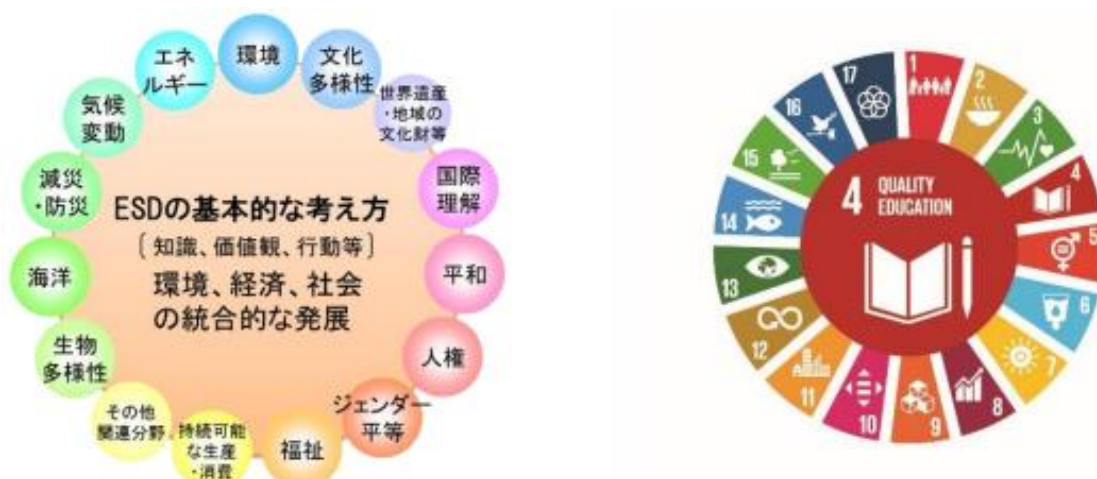 環境
文化
多様性
世界遺産
・地域の
文化財等
国際
理解
平和
人権
ジェンダー
平等
福祉
持続可能
な生産
・消費
その他
関連分野
生物
多様性
海洋
減災
・防災
気候
変動
エネ
ルギー
ESDの基本的な考え方
[知識、価値観、行動等]
環境、経済、社会
の統合的な発展
1
2
3
4
5
6
7
8
9
10
11
12
13
14
15
16
17
4 QUALITY
EDUCATION